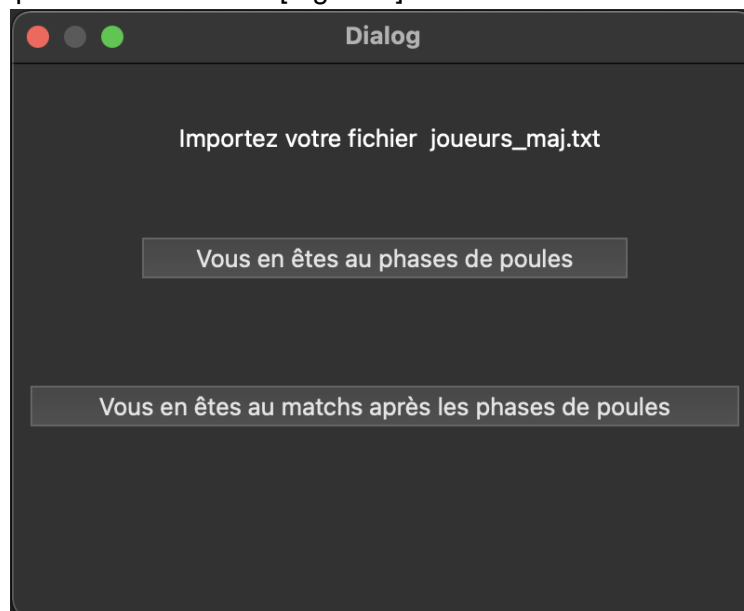 Dialog
Importez votre fichier joueurs_maj.txt
Vous en êtes au phases de poules
Vous en êtes au matchs après les phases de poules